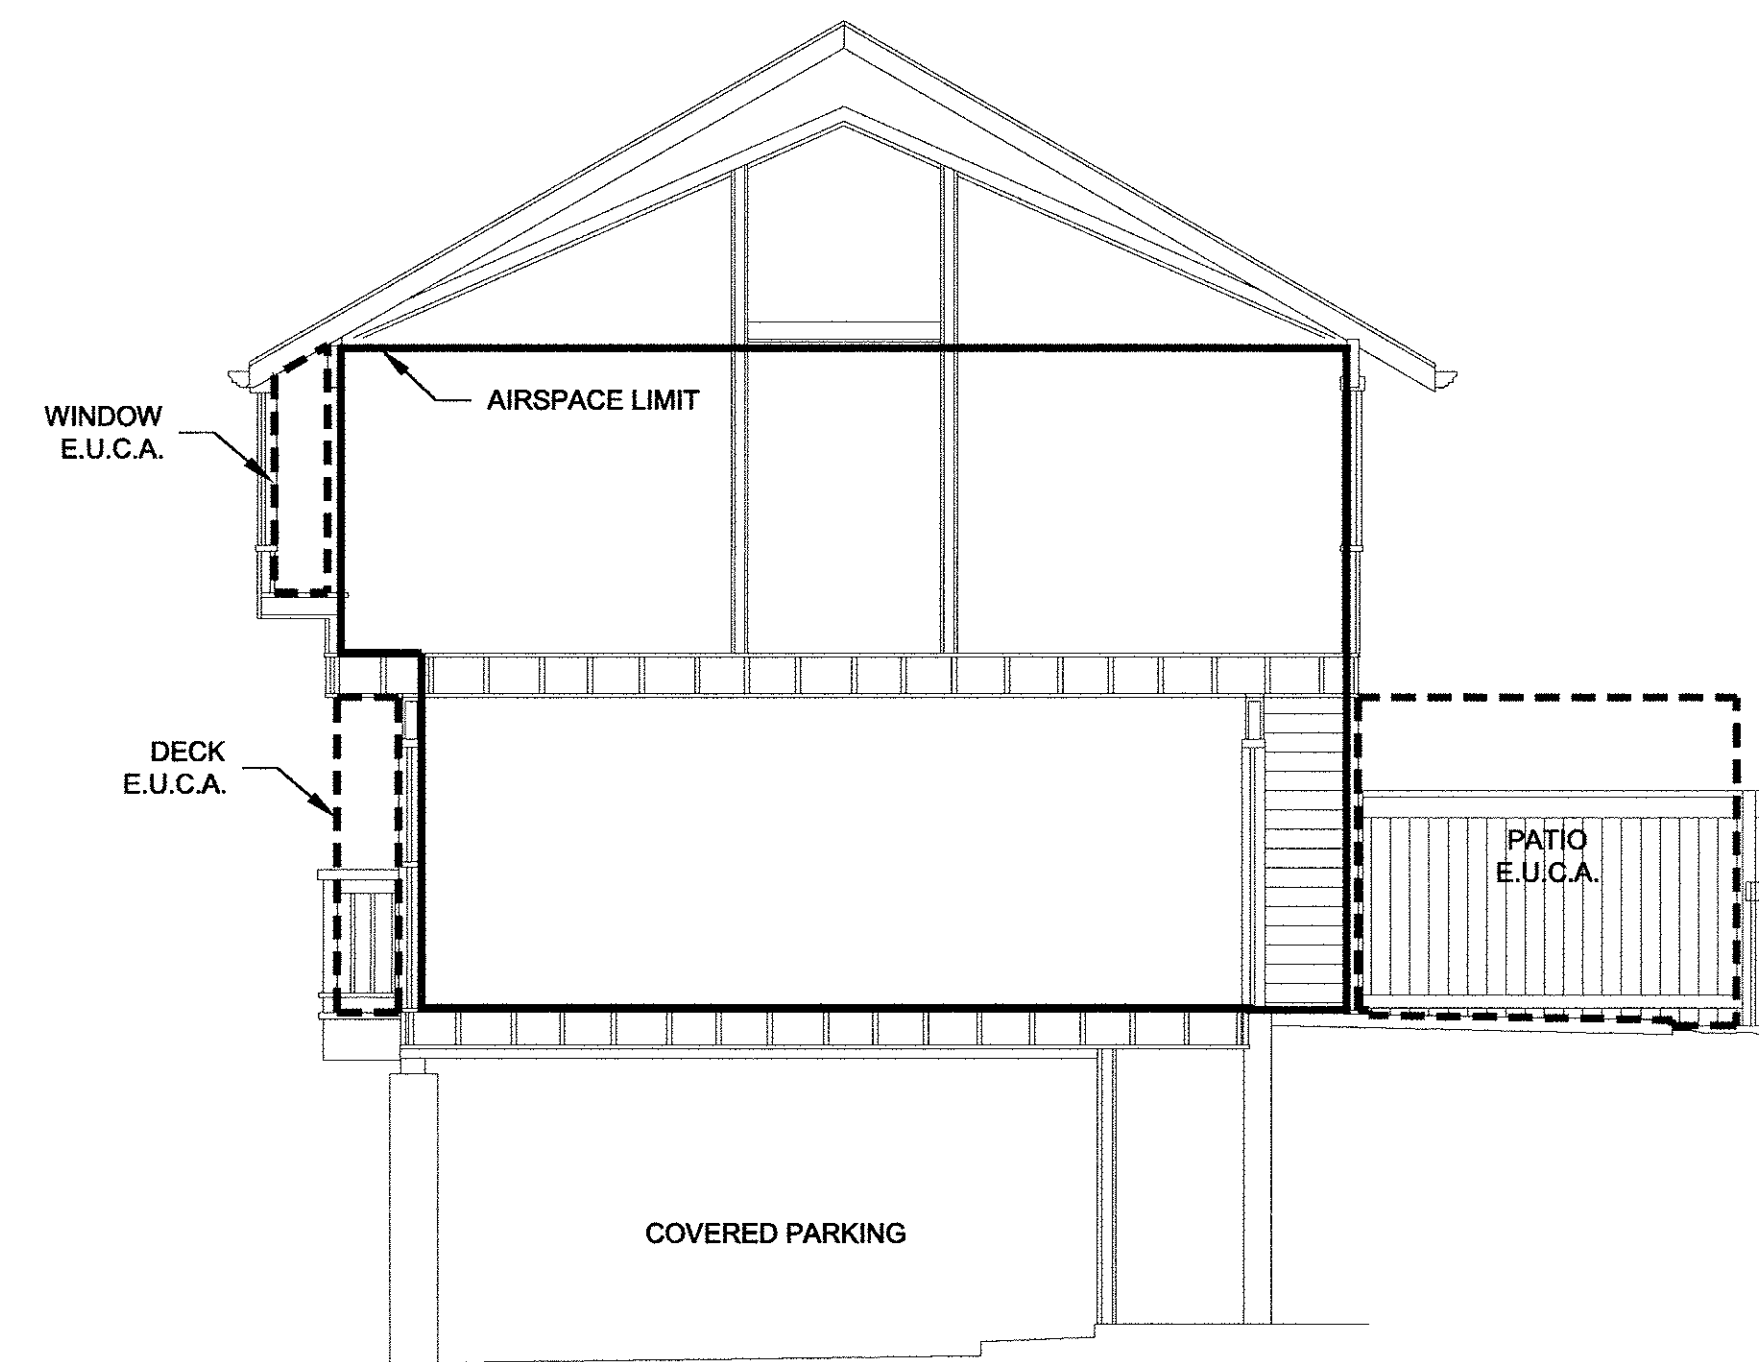 AIRSPACE LIMIT
WINDOW
E.U.C.A.
DECK
E.U.C.A.
PATIO
E.U.C.A.
COVERED PARKING